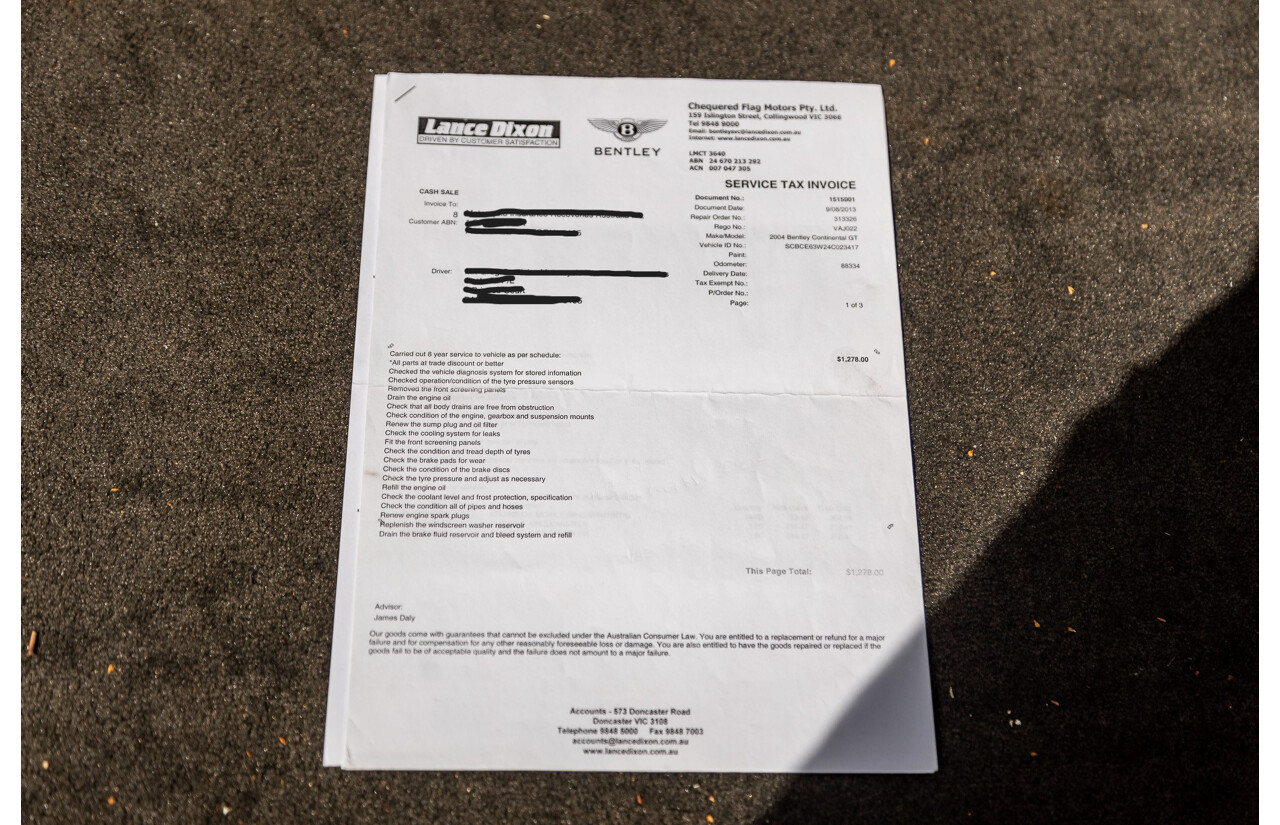 Lance Dixon
DRIVEN BY CUSTOMER SATISFACTION
B
BENTLEY
Chequered Flag Motors Pty. Ltd.
159 Islington Street, Collingwood VIC 3066
Tel 9848 9000
Email: bentleyser@lancedixon.com.au
Internet: www.lancedixon.com.au
LMCT 3640
ABN 24 670 213 292
ACN 007 047 305
SERVICE TAX INVOICE
CASH SALE
Invoice To:
8
Customer ABN:
Driver:
Document No.: 1515001
Document Date: 9/08/2013
Repair Order No.: 313326
Rego No.: VAJ022
Make/Model: 2004 Bentley Continental GT
Vehicle ID No.: SCBCE63W24C023417
Paint:
Odometer: 88334
Delivery Date:
Tax Exempt No.:
P/Order No.:
Page: 1 of 3
Carried out 8 year service to vehicle as per schedule: $1,278.00
*All parts at trade discount or better
Checked the vehicle diagnosis system for stored infomation
Checked operation/condition of the tyre pressure sensors
Removed the front screening panels
Drain the engine oil
Check that all body drains are free from obstruction
Check condition of the engine, gearbox and suspension mounts
Renew the sump plug and oil filter
Check the cooling system for leaks
Fit the front screening panels
Check the condition and tread depth of tyres
Check the brake pads for wear
Check the condition of the brake discs
Check the tyre pressure and adjust as necessary
Refill the engine oil
Check the coolant level and frost protection, specification
Check the condition all of pipes and hoses
Renew engine spark plugs
Replenish the windscreen washer reservoir
Drain the brake fluid reservoir and bleed system and refill
This Page Total: $1,278.00
Advisor:
James Daly
Our goods come with guarantees that cannot be excluded under the Australian Consumer Law. You are entitled to a replacement or refund for a major
failure and for compensation for any other reasonably foreseeable loss or damage. You are also entitled to have the goods repaired or replaced if the
goods fail to be of acceptable quality and the failure does not amount to a major failure.
Accounts - 573 Doncaster Road
Doncaster VIC 3108
Telephone 9848 5000 Fax 9848 7003
accounts@lancedixon.com.au
www.lancedixon.com.au